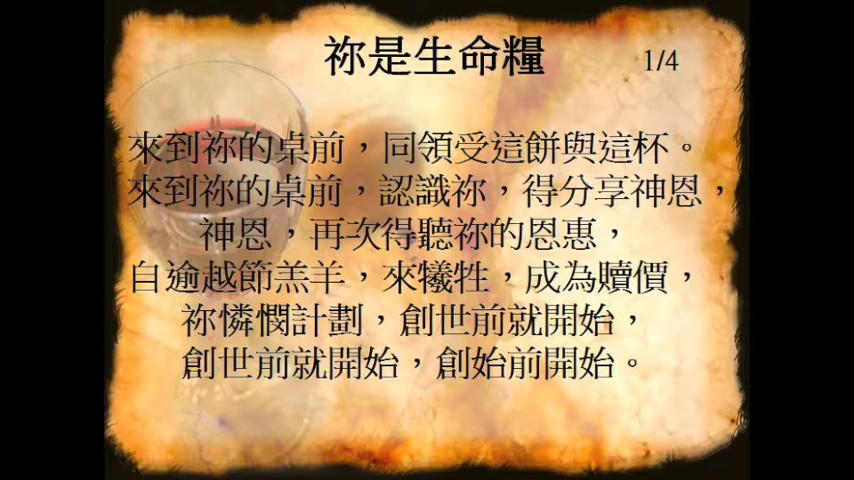 祢是生命糧
1/4
來到祢的桌前，同領受這餅與這杯。
來到祢的桌前，認識祢，得分享神恩，
神恩，再次得聽祢的恩惠，
自逾越節羔羊，來犧牲，成為贖價，
祢憐憫計劃，創世前就開始，
創世前就開始，創始前開始。